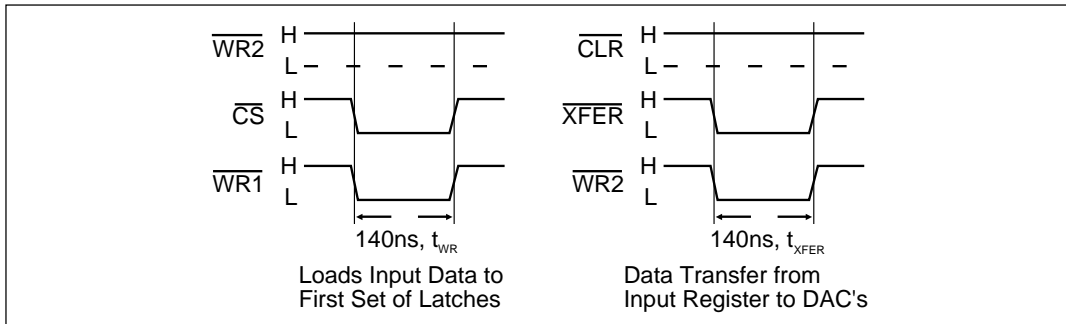 WR2 H
L
CS H
L
WR1 H
L
140ns, tWR
Loads Input Data to
First Set of Latches
CLR H
L
XFER H
L
WR2 H
L
140ns, tXFER
Data Transfer from
Input Register to DAC's